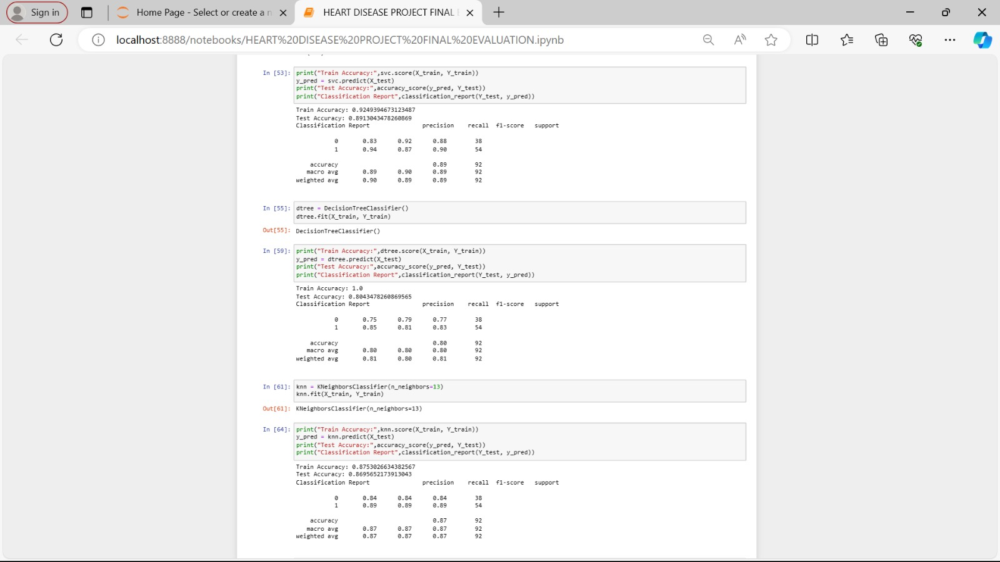 Sign in
Home Page - Select or create a n
HEART DISEASE PROJECT FINAL
localhost:8888/notebooks/HEART%20DISEASE%20PROJECT%20FINAL%20EVALUATION.ipynb
In [53]: print("Train Accuracy:",svc.score(X_train, Y_train))
y_pred = svc.predict(X_test)
print("Test Accuracy:",accuracy_score(y_pred, Y_test))
print("Classification Report",classification_report(Y_test, y_pred))
Train Accuracy: 0.9249394673123487
Test Accuracy: 0.8913043478260869
Classification Report precision recall f1-score support
0 0.83 0.92 0.88 38
1 0.94 0.87 0.90 54
accuracy 0.89 92
macro avg 0.89 0.90 0.89 92
weighted avg 0.90 0.89 0.89 92
In [55]: dtree = DecisionTreeClassifier()
dtree.fit(X_train, Y_train)
Out[55]: DecisionTreeClassifier()
In [59]: print("Train Accuracy:",dtree.score(X_train, Y_train))
y_pred = dtree.predict(X_test)
print("Test Accuracy:",accuracy_score(y_pred, Y_test))
print("Classification Report",classification_report(Y_test, y_pred))
Train Accuracy: 1.0
Test Accuracy: 0.8043478260869565
Classification Report precision recall f1-score support
0 0.75 0.79 0.77 38
1 0.85 0.81 0.83 54
accuracy 0.80 92
macro avg 0.80 0.80 0.80 92
weighted avg 0.81 0.80 0.81 92
In [61]: knn = KNeighborsClassifier(n_neighbors=13)
knn.fit(X_train, Y_train)
Out[61]: KNeighborsClassifier(n_neighbors=13)
In [64]: print("Train Accuracy:",knn.score(X_train, Y_train))
y_pred = knn.predict(X_test)
print("Test Accuracy:",accuracy_score(y_pred, Y_test))
print("Classification Report",classification_report(Y_test, y_pred))
Train Accuracy: 0.8753026634382567
Test Accuracy: 0.8695652173913043
Classification Report precision recall f1-score support
0 0.84 0.84 0.84 38
1 0.89 0.89 0.89 54
accuracy 0.87 92
macro avg 0.87 0.87 0.87 92
weighted avg 0.87 0.87 0.87 92